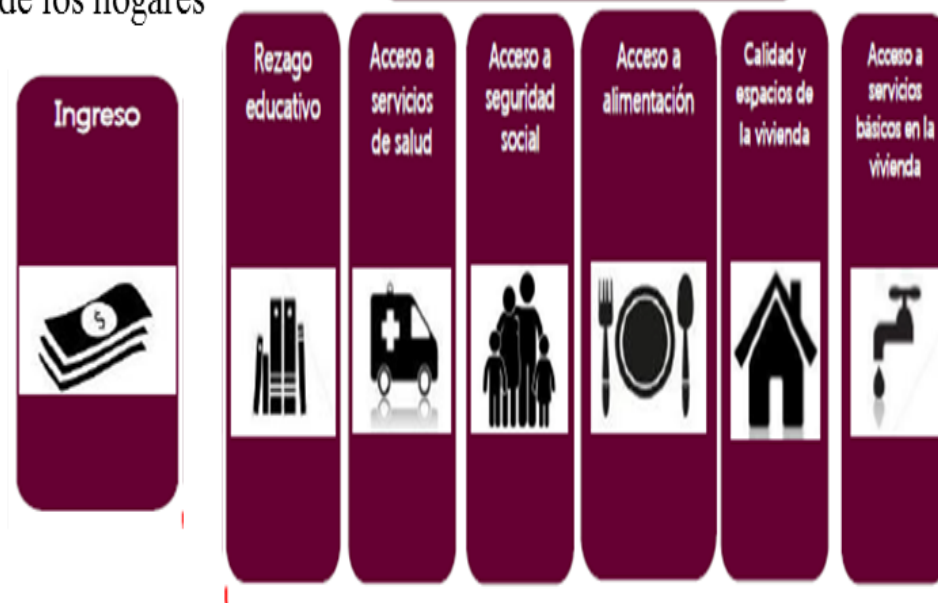 de los hogares
Ingreso
Rezago
educativo
Acceso a
servicios
de salud
Acceso a
seguridad
social
Acceso a
alimentación
Calidad y
espacios de
la vivienda
Acceso a
servicios
básicos en la
vivienda
$